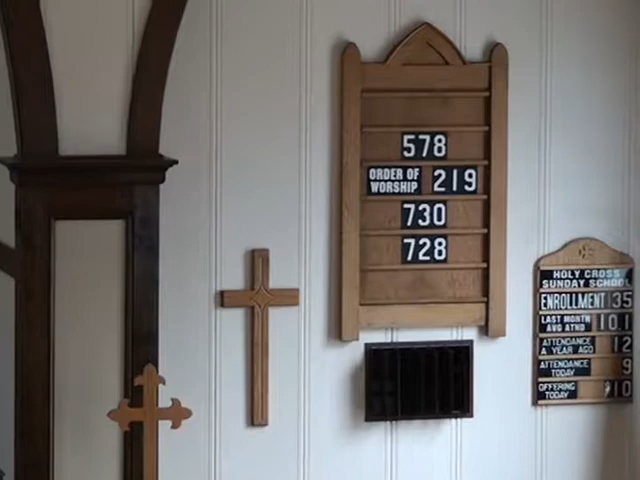 578
ORDER OF WORSHIP 219
730
728
HOLY CROSS
SUNDAY SCHOOL
ENROLLMENT 35
LAST MONTH AVG ATND 10.1
ATTENDANCE A YEAR AGO 12
ATTENDANCE TODAY 9
OFFERING TODAY 10